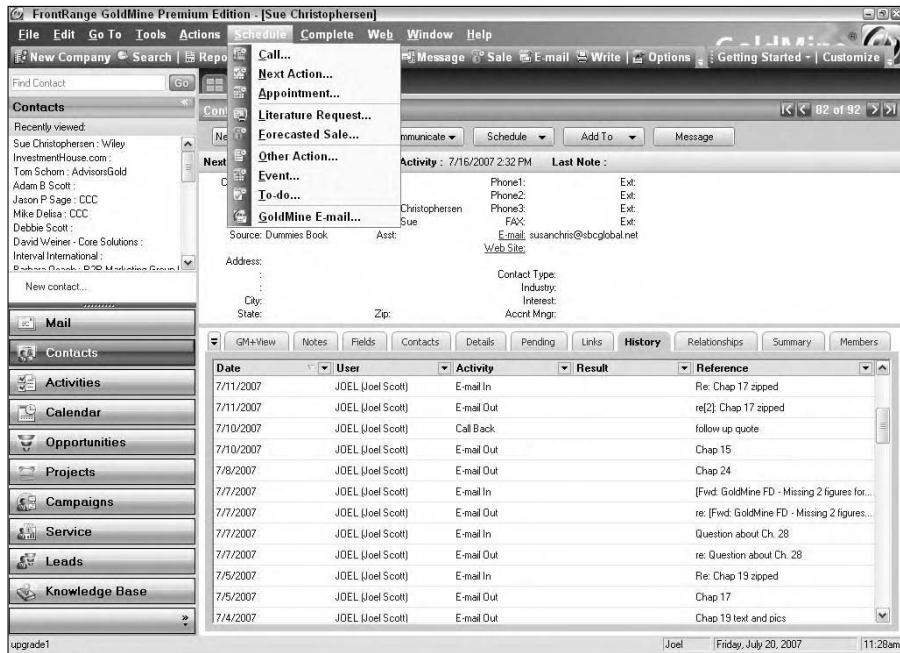 FrontRange GoldMine Premium Edition - [Sue Christophersen]
File Edit Go To Tools Actions Schedule Complete Web Window Help
New Company Search Repo Message Sale E-mail Write Options Getting Started Customize
Call...
Next Action...
Appointment...
Literature Request...
Forecasted Sale...
Other Action...
Event...
To-do...
GoldMine E-mail...
Find Contact Go
Contacts
Recently viewed:
Sue Christophersen : Wiley
InvestmentHouse.com :
Tom Schorn : AdvisorsGold
Adam B Scott :
Jason P Sage : CCC
Mike Delisa : CCC
Debbie Scott :
David Weiner - Core Solutions :
Interval International :
New contact...
Mail
Contacts
Activities
Calendar
Opportunities
Projects
Campaigns
Service
Leads
Knowledge Base
82 of 92
mmunicate Schedule Add To Message
Next Activity : 7/16/2007 2:32 PM Last Note :
Phone1: Ext:
Phone2: Ext:
Christophersen Phone3: Ext:
Sue FAX: Ext:
Source: Dummies Book Asst: E-mail: susanchris@sbcglobal.net
Web Site:
Address:
: Contact Type:
: Industry:
City: Interest:
State: Zip: Accnt Mngr:
GM+View Notes Fields Contacts Details Pending Links History Relationships Summary Members
Date User Activity Result Reference
7/11/2007 JOEL (Joel Scott) E-mail In Re: Chap 17 zipped
7/11/2007 JOEL (Joel Scott) E-mail Out re[2]: Chap 17 zipped
7/10/2007 JOEL (Joel Scott) Call Back follow up quote
7/10/2007 JOEL (Joel Scott) E-mail Out Chap 15
7/8/2007 JOEL (Joel Scott) E-mail Out Chap 24
7/7/2007 JOEL (Joel Scott) E-mail In [Fwd: GoldMine FD - Missing 2 figures for...
7/7/2007 JOEL (Joel Scott) E-mail Out re: [Fwd: GoldMine FD - Missing 2 figures...
7/7/2007 JOEL (Joel Scott) E-mail In Question about Ch. 28
7/7/2007 JOEL (Joel Scott) E-mail Out re: Question about Ch. 28
7/5/2007 JOEL (Joel Scott) E-mail In Re: Chap 19 zipped
7/5/2007 JOEL (Joel Scott) E-mail Out Chap 17
7/4/2007 JOEL (Joel Scott) E-mail Out Chap 19 text and pics
upgrade1 Joel Friday, July 20, 2007 11:28am